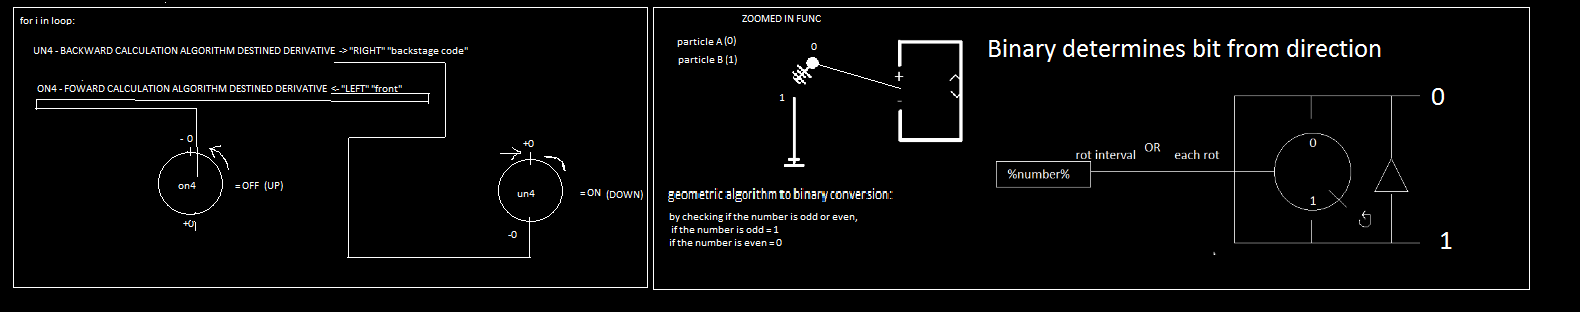 for i in loop:
UN4 - BACKWARD CALCULATION ALGORITHM DESTINED DERIVATIVE -> "RIGHT" "backstage code"
ON4 - FOWARD CALCULATION ALGORITHM DESTINED DERIVATIVE <- "LEFT" "front"
- 0
on4
= OFF (UP)
+0
+0
un4
= ON (DOWN)
-0
ZOOMED IN FUNC
particle A (0)
particle B (1)
0
1
+
-
geometric algorithm to binary conversion:
by checking if the number is odd or even,
if the number is odd = 1
if the number is even = 0
Binary determines bit from direction
%number%
rot interval OR each rot
0
1
0
1